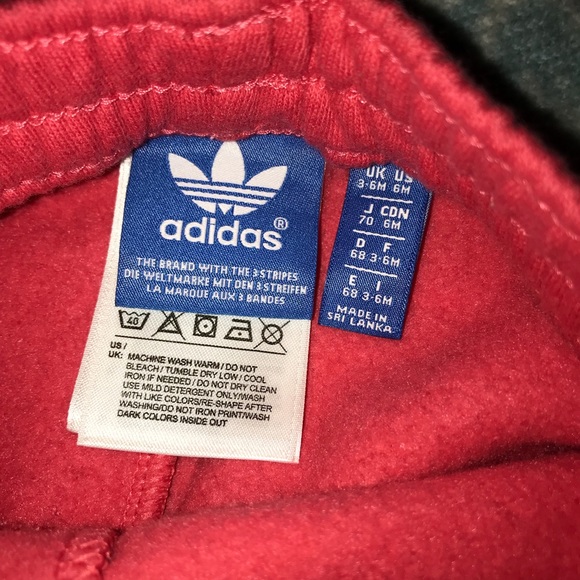 adidas®
THE BRAND WITH THE 3 STRIPES
DIE WELTMARKE MIT DEN 3 STREIFEN
LA MARQUE AUX 3 BANDES
40
US /
UK: MACHINE WASH WARM / DO NOT
BLEACH / TUMBLE DRY LOW / COOL
IRON IF NEEDED / DO NOT DRYCLEAN
USE MILD DETERGENT ONLY/WASH
WITH LIKE COLORS/RE-SHAPE AFTER
WASHING/DO NOT IRON PRINT/WASH
DARK COLORS INSIDE OUT
UK US
3-6M 6M
J CDN
70 6M
D F
68 3-6M
E I
68 3-6M
MADE IN
SRI LANKA